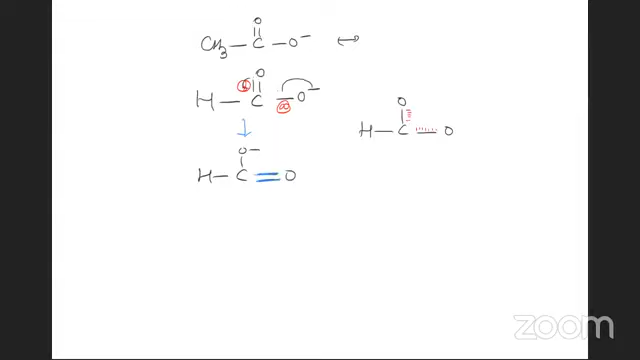 O
CH3 — C — O − ↔
O
H — C — O −
O
H — C — O
O −
H — C = O
zoom